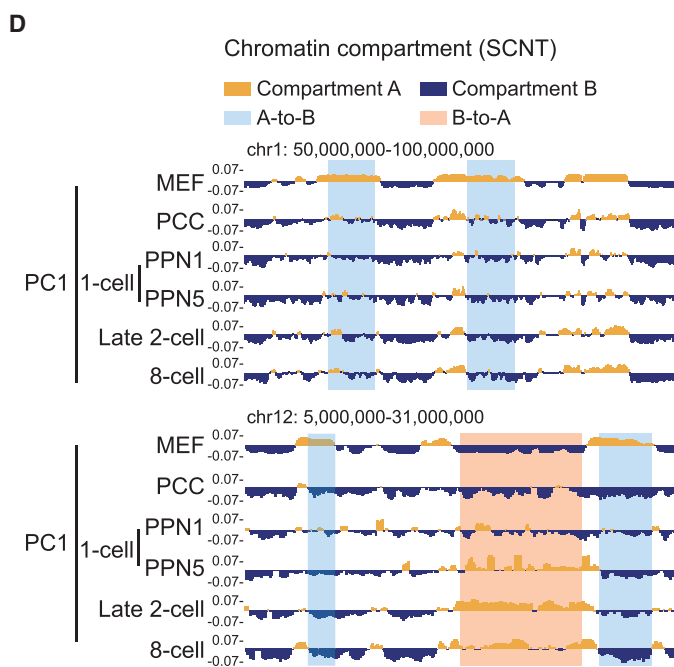 D
Chromatin compartment (SCNT)
Compartment A
Compartment B
A-to-B
B-to-A
chr1: 50,000,000-100,000,000
PC1
1-cell
MEF
0.07-
-0.07-
PCC
0.07-
-0.07-
PPN1
0.07-
-0.07-
PPN5
0.07-
-0.07-
Late 2-cell
0.07-
-0.07-
8-cell
0.07-
-0.07-
chr12: 5,000,000-31,000,000
PC1
1-cell
MEF
0.07-
-0.07-
PCC
0.07-
-0.07-
PPN1
0.07-
-0.07-
PPN5
0.07-
-0.07-
Late 2-cell
0.07-
-0.07-
8-cell
0.07-
-0.07-